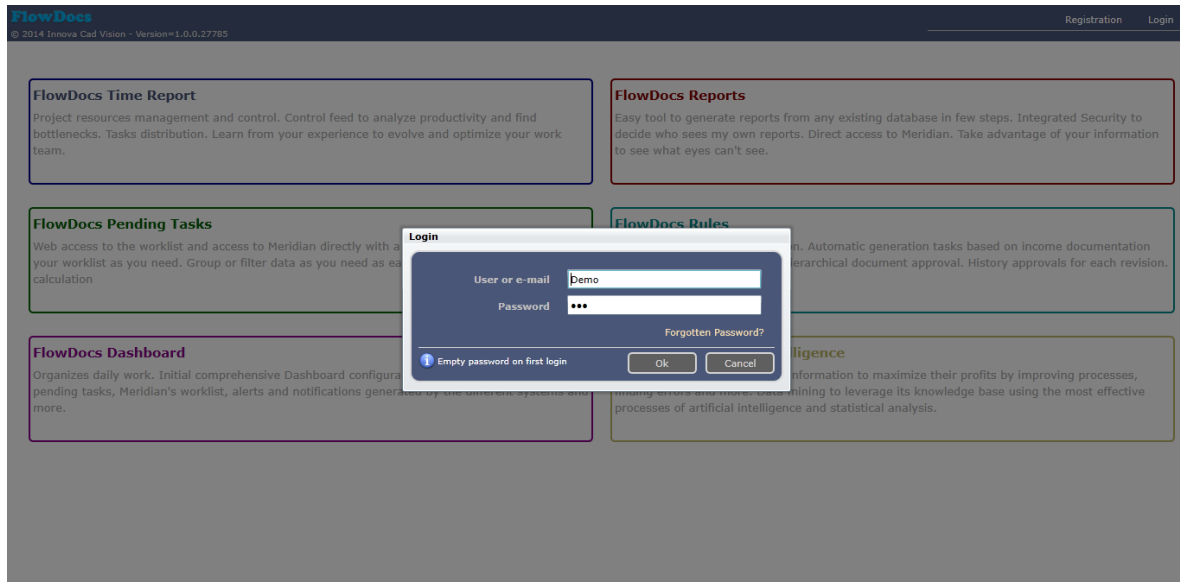 FlowDocs
© 2014 Innova Cad Vision - Version=1.0.0.27785
Registration Login
FlowDocs Time Report
Project resources management and control. Control feed to analyze productivity and find
bottlenecks. Tasks distribution. Learn from your experience to evolve and optimize your work
team.
FlowDocs Reports
Easy tool to generate reports from any existing database in few steps. Integrated Security to
decide who sees my own reports. Direct access to Meridian. Take advantage of your information
to see what eyes can't see.
FlowDocs Pending Tasks
Web access to the worklist and access to Meridian directly with a
your worklist as you need. Group or filter data as you need as ea
calculation
FlowDocs Rules
n. Automatic generation tasks based on income documentation
erarchical document approval. History approvals for each revision.
Login
User or e-mail Demo
Password •••
Forgotten Password?
Empty password on first login
Ok Cancel
FlowDocs Dashboard
Organizes daily work. Initial comprehensive Dashboard configura
pending tasks, Meridian's worklist, alerts and notifications generated by the different systems and
more.
lligence
nformation to maximize their profits by improving processes,
finding errors and more. Data mining to leverage its knowledge base using the most effective
processes of artificial intelligence and statistical analysis.